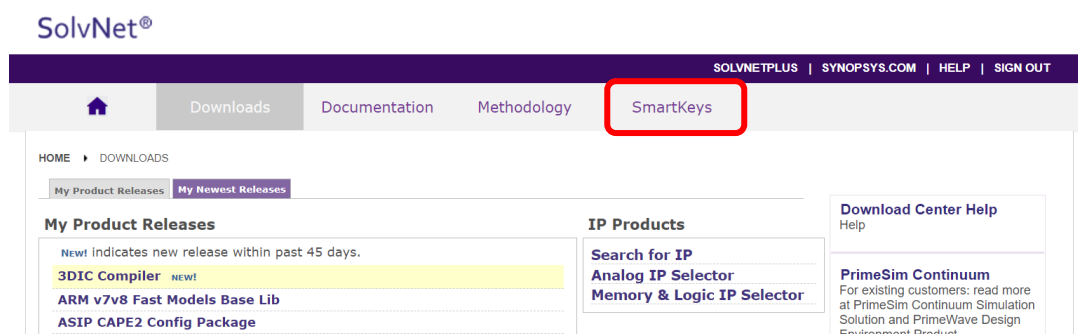 SolvNet®
SOLVNETPLUS | SYNOPSYS.COM | HELP | SIGN OUT
Downloads Documentation Methodology SmartKeys
HOME DOWNLOADS
My Product Releases My Newest Releases
My Product Releases
NEW! indicates new release within past 45 days.
3DIC Compiler NEW!
ARM v7v8 Fast Models Base Lib
ASIP CAPE2 Config Package
IP Products
Search for IP
Analog IP Selector
Memory & Logic IP Selector
Download Center Help
Help
PrimeSim Continuum
For existing customers: read more
at PrimeSim Continuum Simulation
Solution and PrimeWave Design
Environment Product